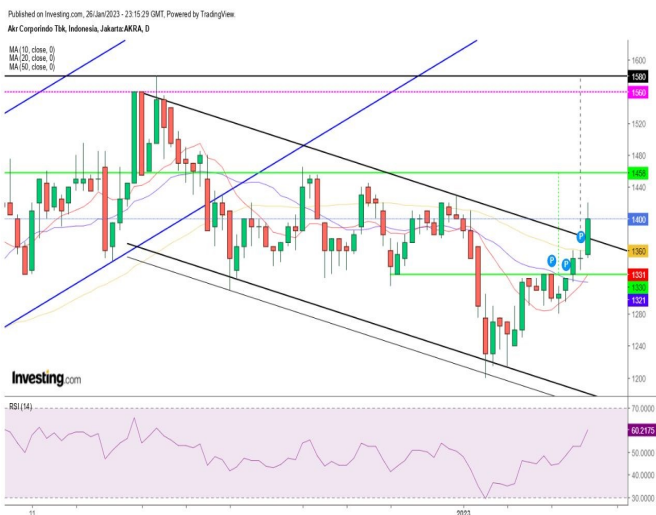 Published on Investing.com, 26/Jan/2023 - 23:15:29 GMT, Powered by TradingView.
Akr Corporindo Tbk, Indonesia, Jakarta:AKRA, D
MA (10, close, 0)
MA (20, close, 0)
MA (50, close, 0)
1600
1580
1560
1520
1480
1458
1440
1400
1360
1331
1330
1321
1280
1240
1200
P
P
P
Investing.com
RSI (14)
70.0000
60.2175
50.0000
40.0000
30.0000
11
2023